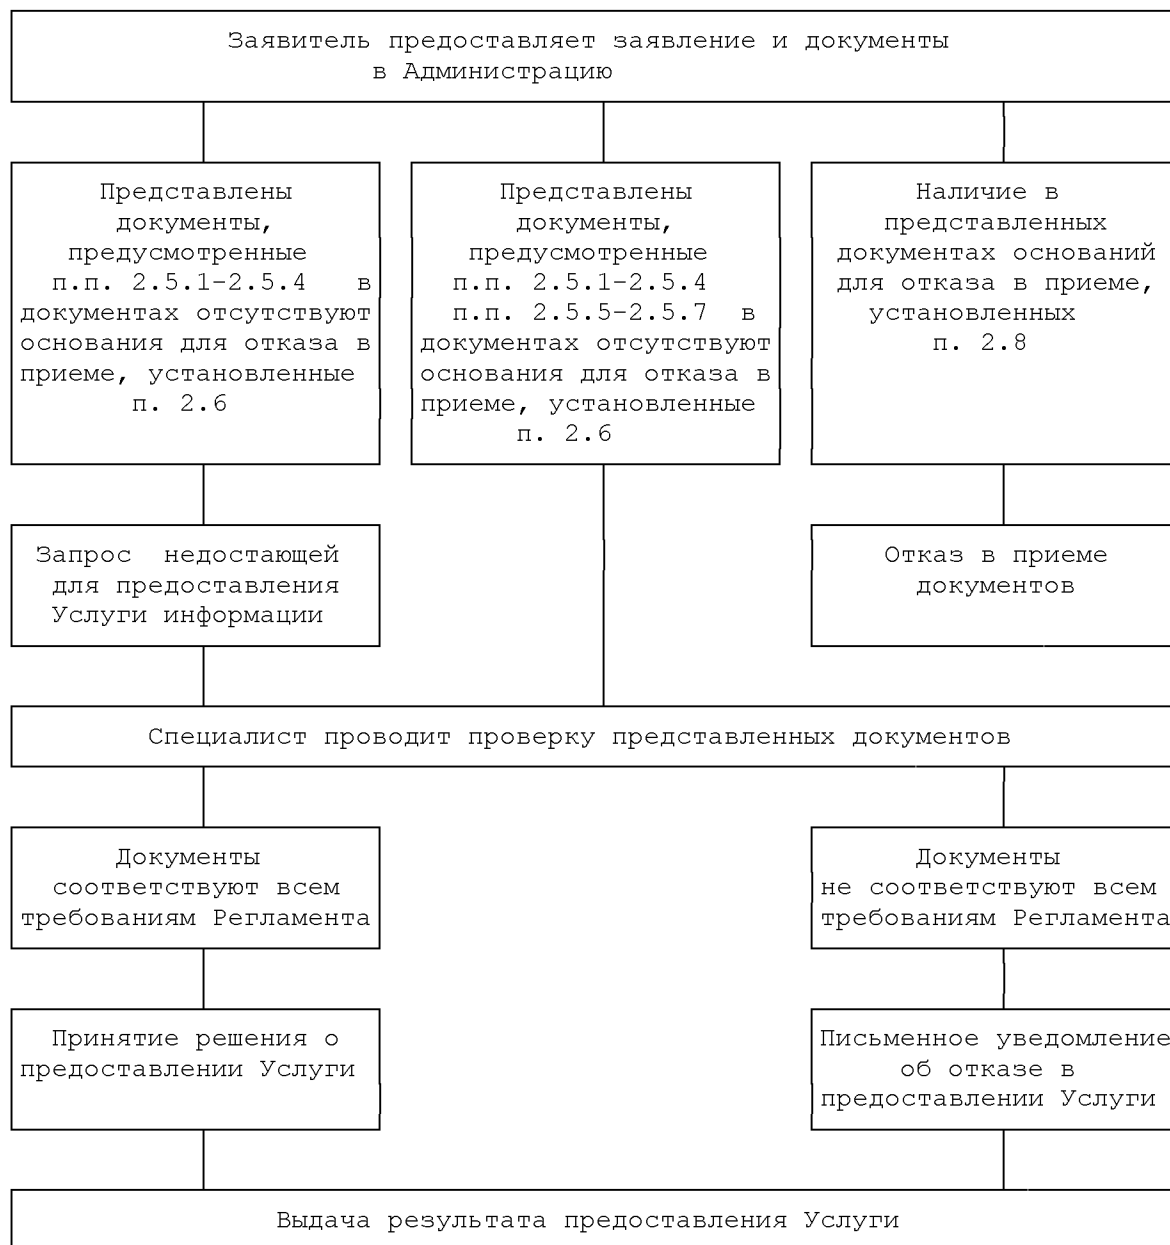 Заявитель предоставляет заявление и документы
в Администрацию
Представлены
документы,
предусмотренные
п.п. 2.5.1-2.5.4 в
документах отсутствуют
основания для отказа в
приеме, установленные
п. 2.6
Представлены
документы,
предусмотренные
п.п. 2.5.1-2.5.4
п.п. 2.5.5-2.5.7 в
документах отсутствуют
основания для отказа в
приеме, установленные
п. 2.6
Наличие в
представленных
документах оснований
для отказа в приеме,
установленных
п. 2.8
Запрос недостающей
для предоставления
Услуги информации
Отказ в приеме
документов
Специалист проводит проверку представленных документов
Документы
соответствуют всем
требованиям Регламента
Документы
не соответствуют всем
требованиям Регламента
Принятие решения о
предоставлении Услуги
Письменное уведомление
об отказе в
предоставлении Услуги
Выдача результата предоставления Услуги